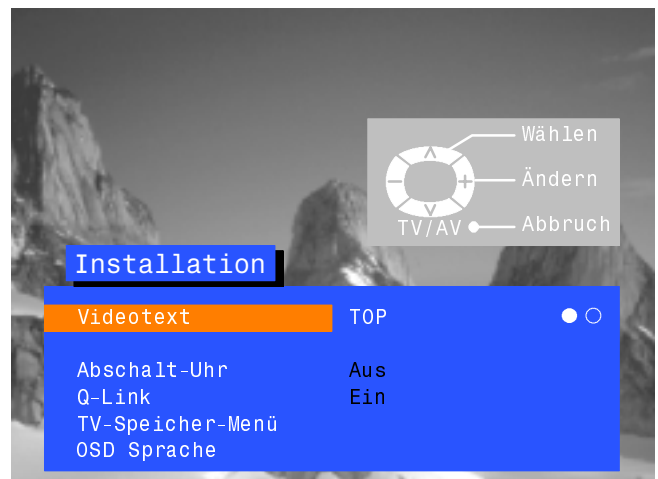 Wählen
Ändern
TV/AV Abbruch
Installation
Videotext TOP
Abschalt-Uhr Aus
Q-Link Ein
TV-Speicher-Menü
OSD Sprache